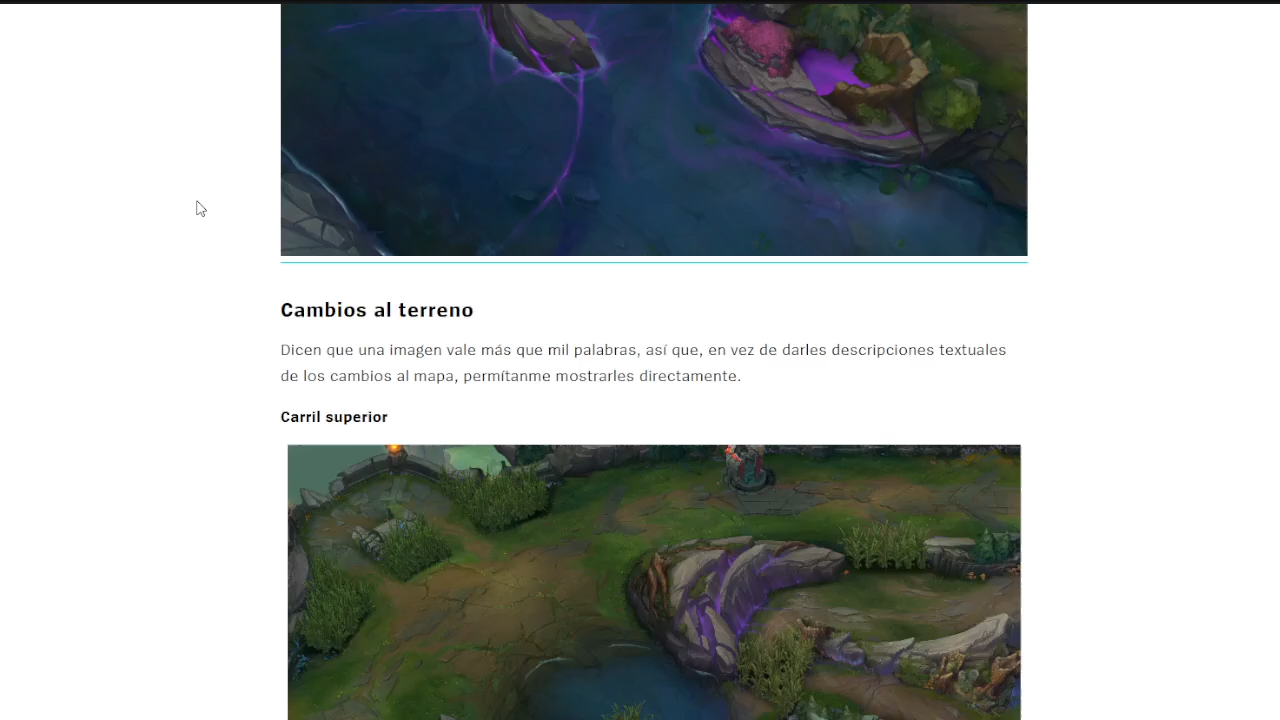 Cambios al terreno
Dicen que una imagen vale más que mil palabras, así que, en vez de darles descripciones textuales
de los cambios al mapa, permítanme mostrarles directamente.
Carril superior